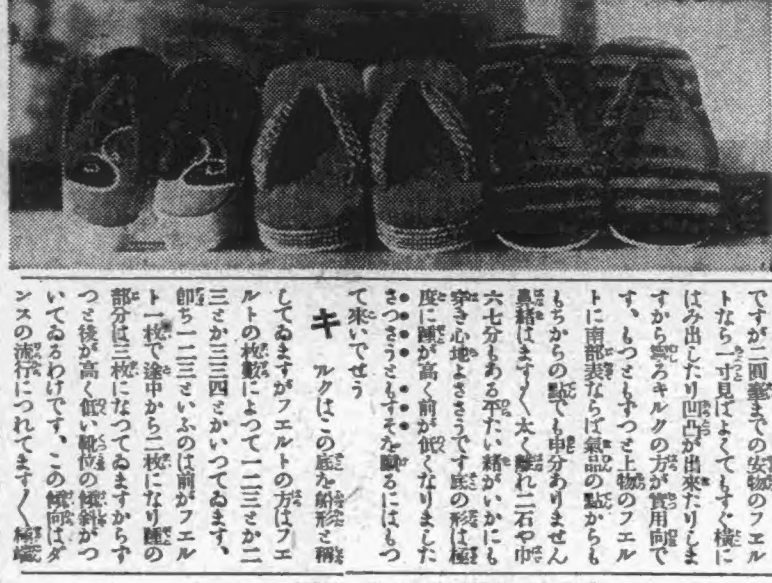 ですが二圓臺までの安物のフエル
トなら一寸見ばよくてもすぐ横に
はみ出したり凹凸が出來たりしま
すから寧ろキルクの方が實用向で
す、もつともずつと上物のフエル
トに南部表ならば氣品の點からも
もちからの點でも申分ありません
鼻緒はます〱太く離れ二石や巾
六七分もある平たい緒がいかにも
穿き心地よささうです底の形は極
度に踵が高く前が低くなりました
さつさうともすそを蹴るにはもつ
て來いでせう
キルクはこの底を船形と稱
してゐますがフエルトの方はフエ
ルトの枚數によつて一二三とか二
三とか三三四とかいつてゐます、
卽ち一二三といふのは前がフエル
ト一枚で途中から二枚になり踵の
部分は三枚になつてゐますからず
つと後が高く低い靴位の傾斜がつ
いてゐるわけです、この傾向はダ
ンスの流行につれてます〱極端